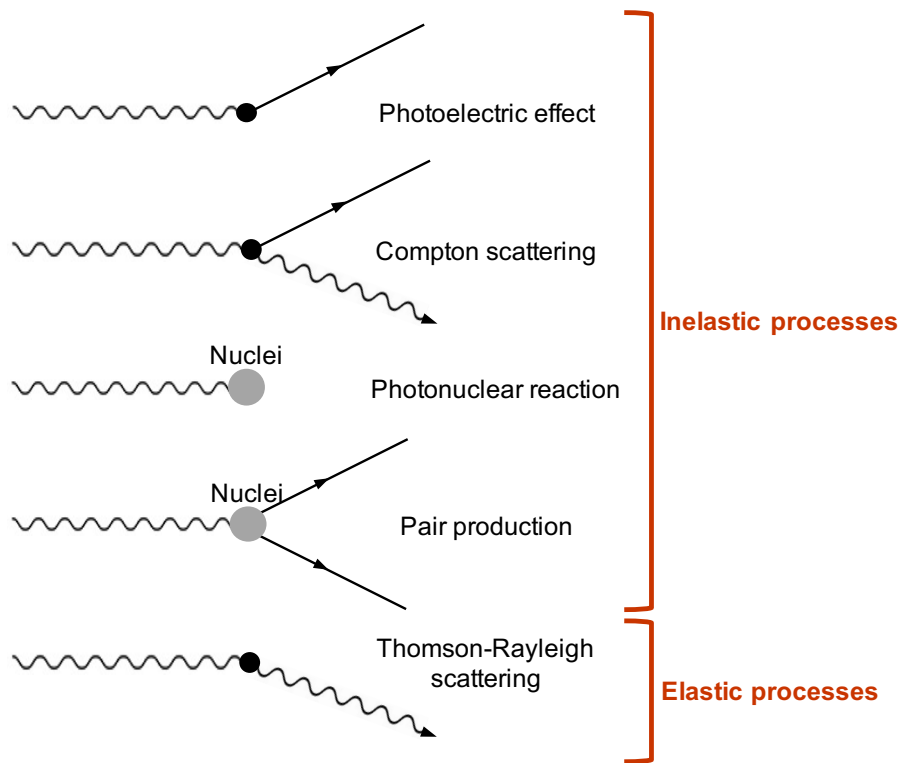 Photoelectric effect
Compton scattering
Inelastic processes
Nuclei
Photonuclear reaction
Nuclei
Pair production
Thomson-Rayleigh
scattering
Elastic processes